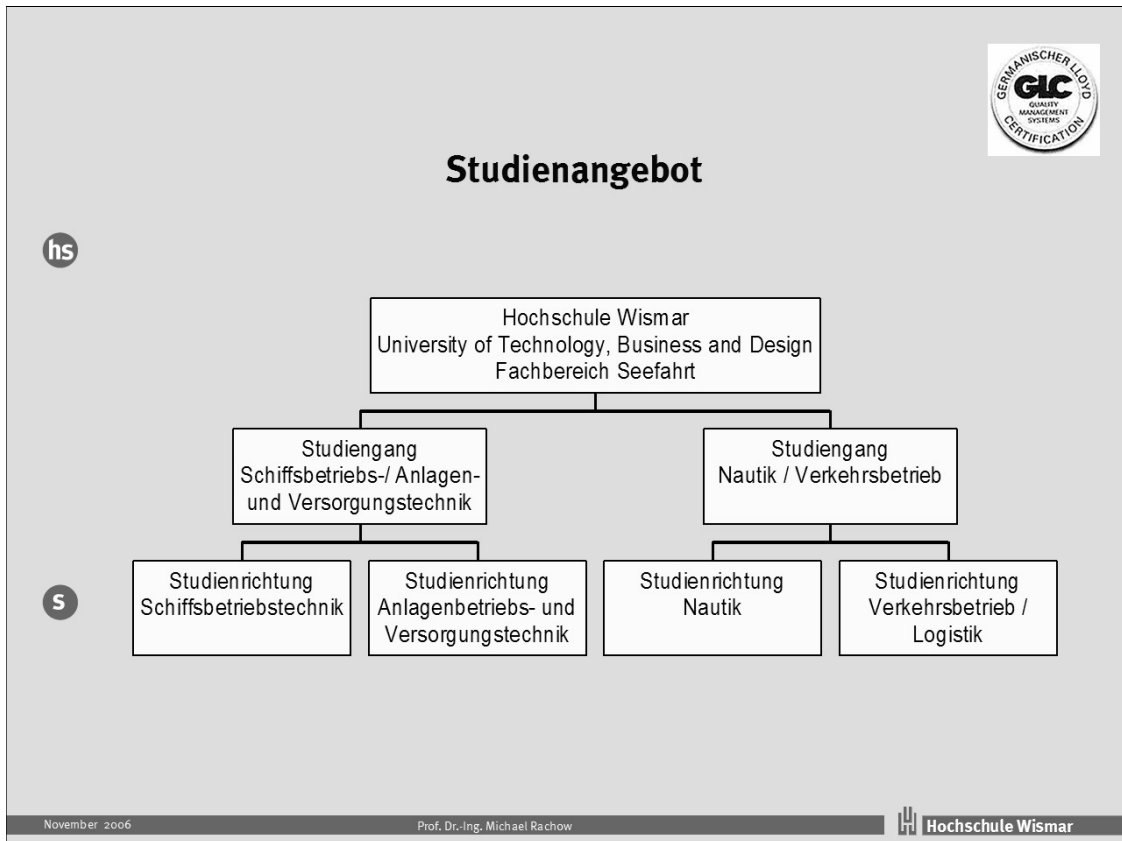 GERMANISCHER LLOYD
GLC
QUALITY
MANAGEMENT
SYSTEMS
CERTIFICATION
Studienangebot
hs
Hochschule Wismar
University of Technology, Business and Design
Fachbereich Seefahrt
Studiengang
Schiffsbetriebs-/ Anlagen-
und Versorgungstechnik
Studiengang
Nautik / Verkehrsbetrieb
Studienrichtung
Schiffsbetriebstechnik
Studienrichtung
Anlagenbetriebs- und
Versorgungstechnik
Studienrichtung
Nautik
Studienrichtung
Verkehrsbetrieb /
Logistik
s
November 2006
Prof. Dr.-Ing. Michael Rachow
Hochschule Wismar